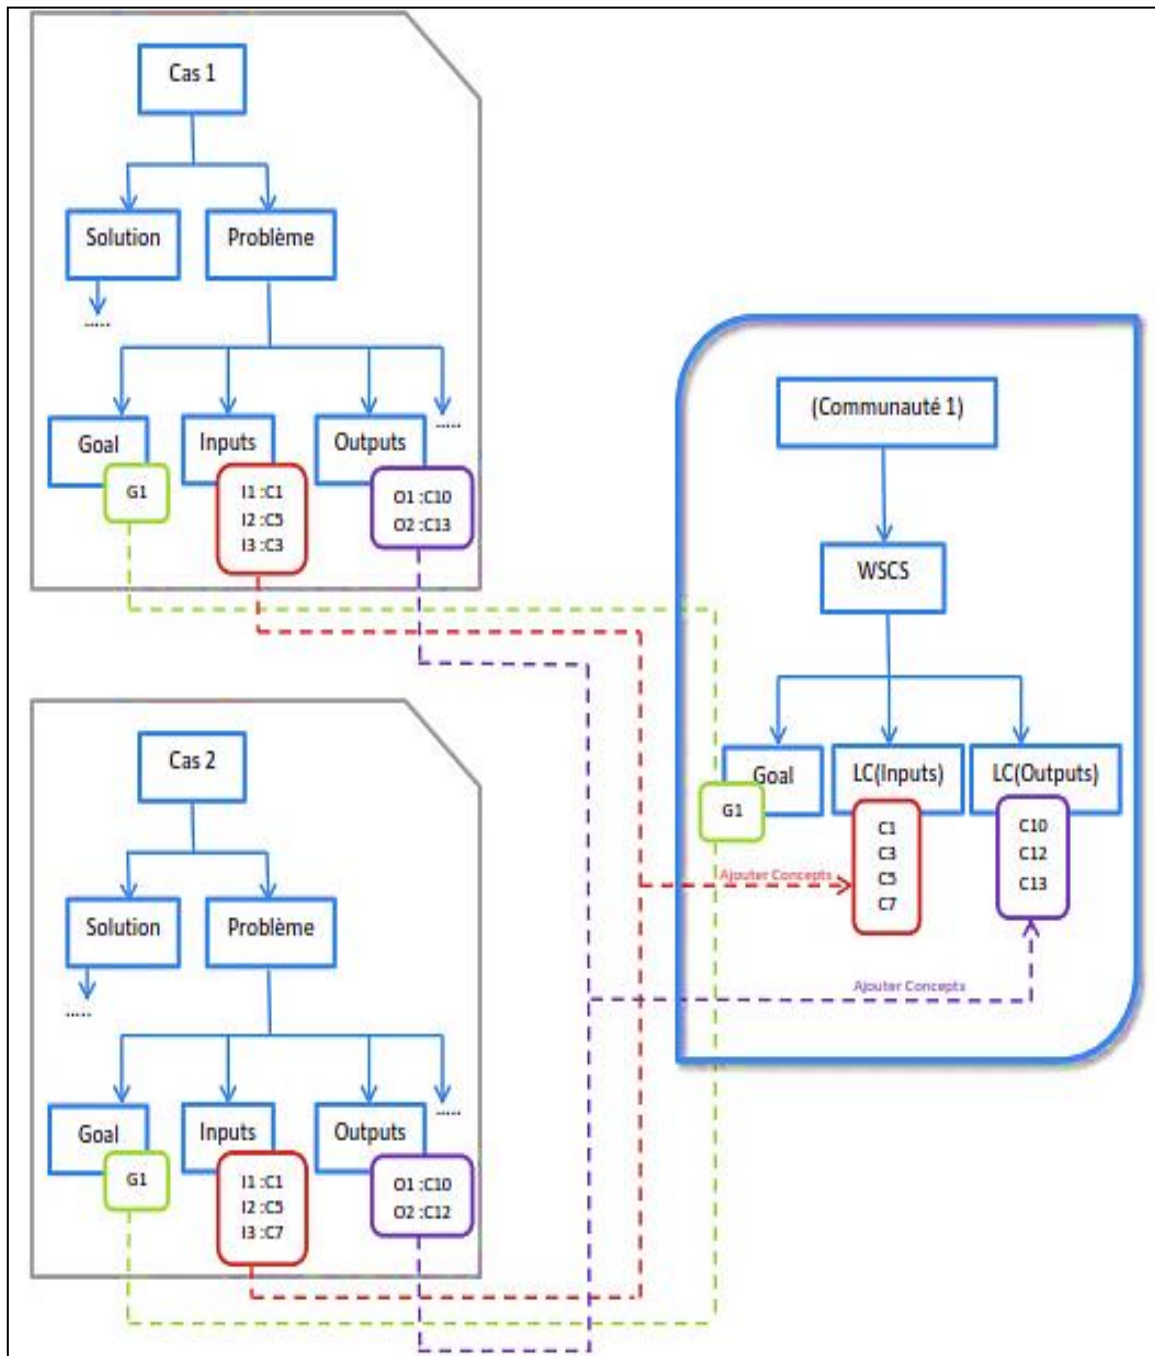 Cas 1
Solution
Problème
.....
Goal
Inputs
Outputs
.....
G1
I1 :C1
I2 :C5
I3 :C3
O1 :C10
O2 :C13
(Communauté 1)
WSCS
Goal
LC(Inputs)
LC(Outputs)
G1
C1
C3
C5
C7
C10
C12
C13
Ajouter Concepts
Ajouter Concepts
Cas 2
Solution
Problème
.....
Goal
Inputs
Outputs
.....
G1
I1 :C1
I2 :C5
I3 :C7
O1 :C10
O2 :C12